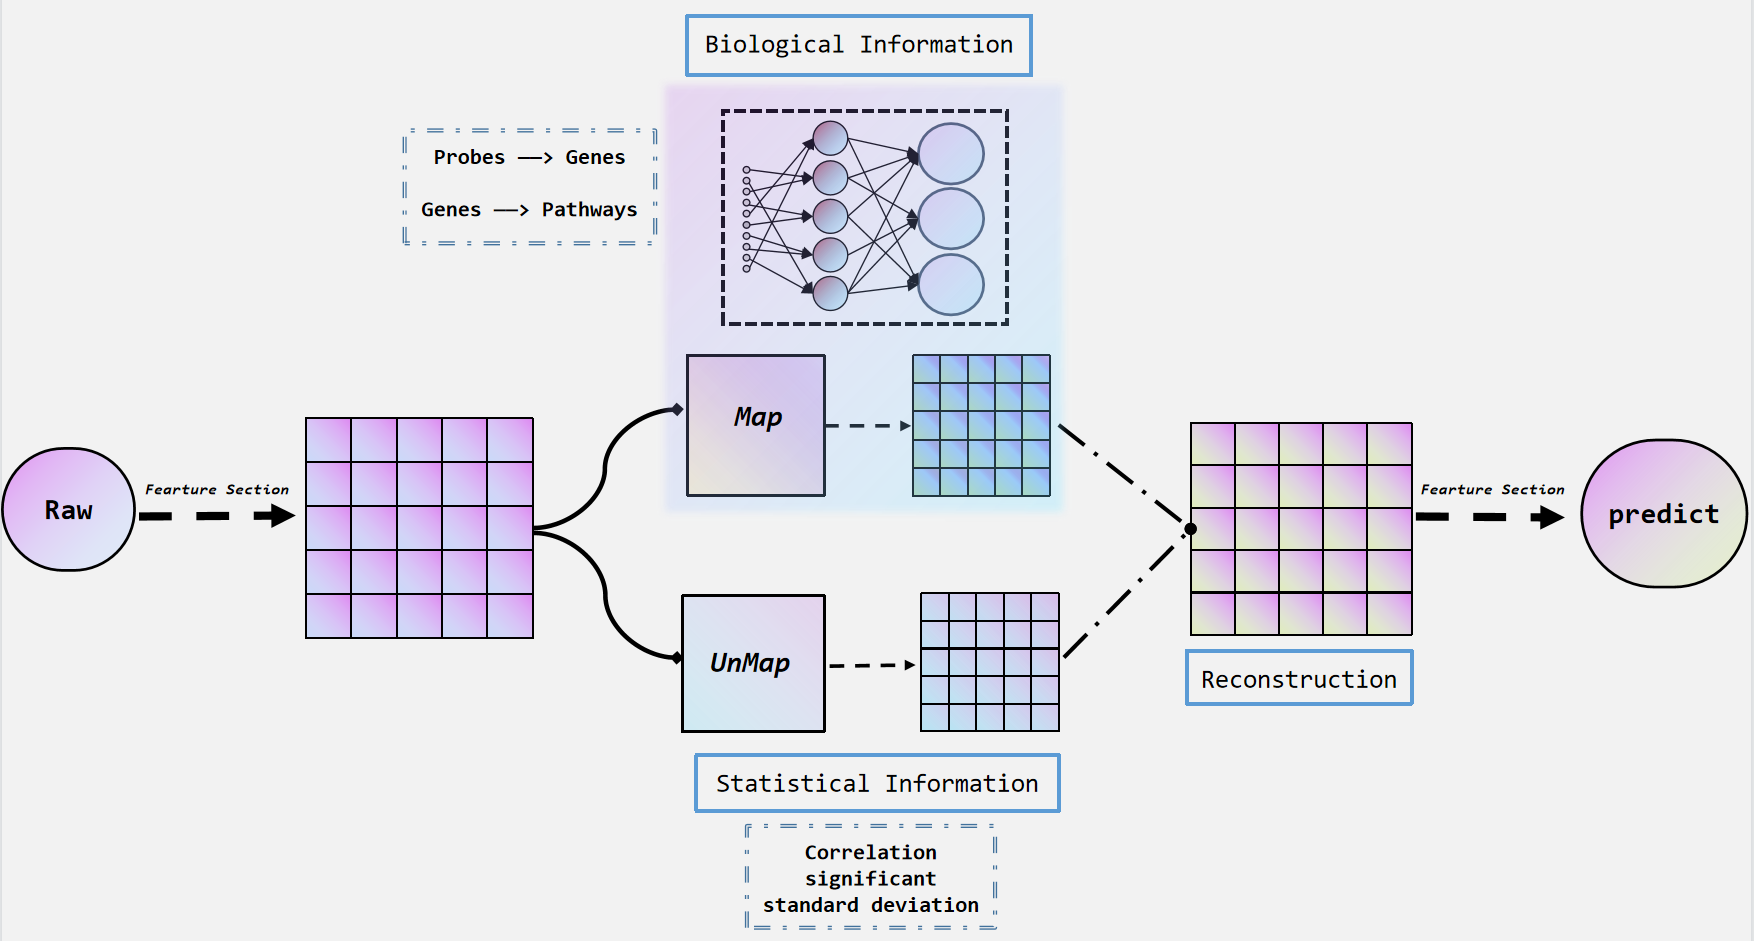 Biological Information
Probes ——> Genes
Genes ——> Pathways
Map
Raw
Fearture Section
Fearture Section
predict
UnMap
Reconstruction
Statistical Information
Correlation
significant
standard deviation